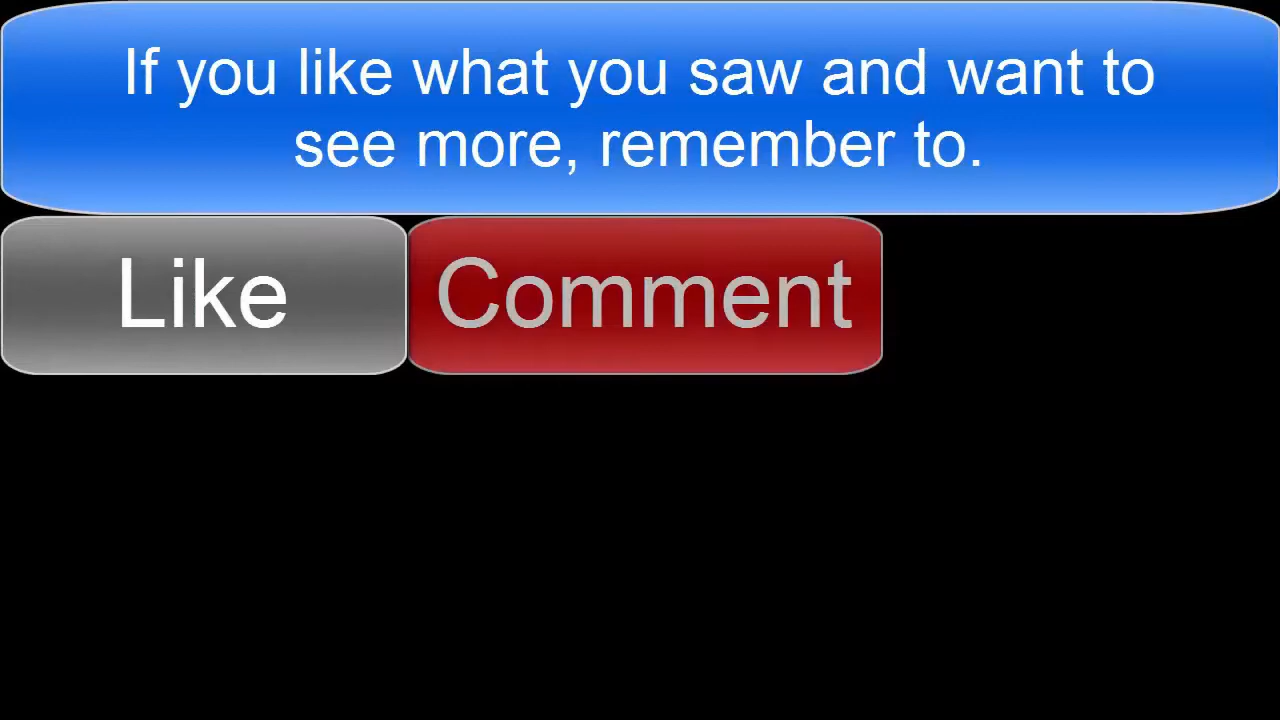 If you like what you saw and want to
see more, remember to.
Like Comment